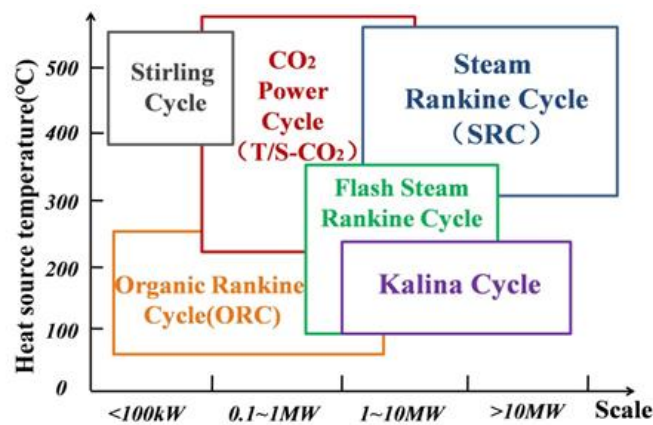 Heat source temperature(℃)
500
400
300
200
100
0
Stirling
Cycle
CO₂
Power
Cycle
（T/S-CO₂）
Steam
Rankine Cycle
（SRC）
Flash Steam
Rankine Cycle
Organic Rankine
Cycle(ORC)
Kalina Cycle
<100kW
0.1~1MW
1~10MW
>10MW
Scale